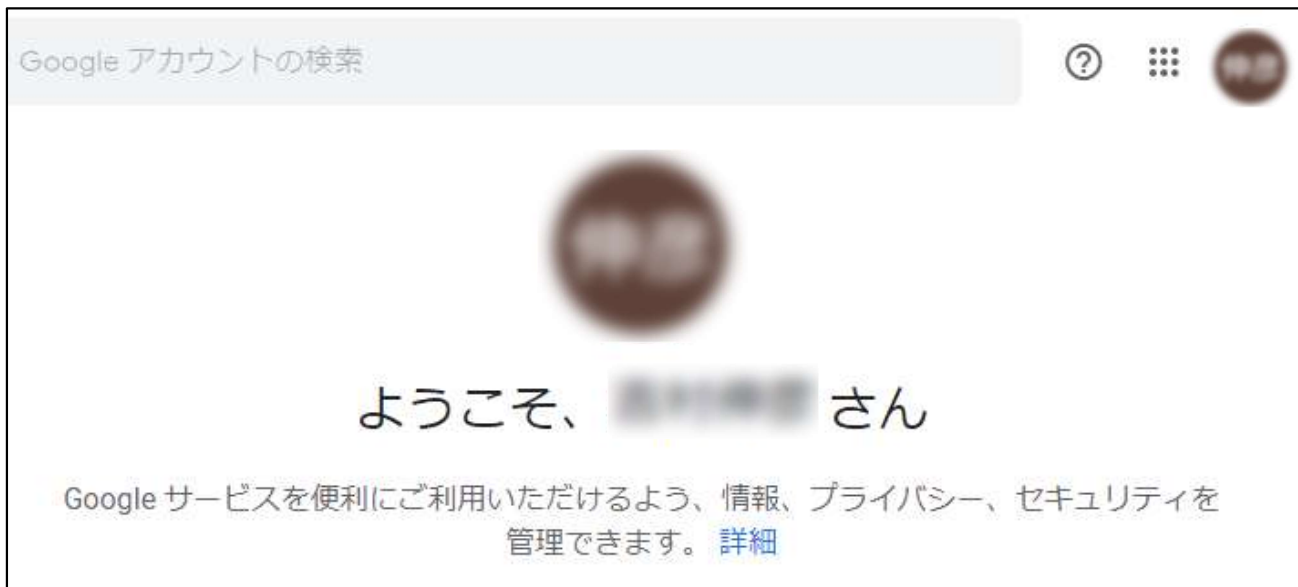 Google アカウントの検索
ようこそ、 さん
Google サービスを便利にご利用いただけるよう、情報、プライバシー、セキュリティを
管理できます。 詳細